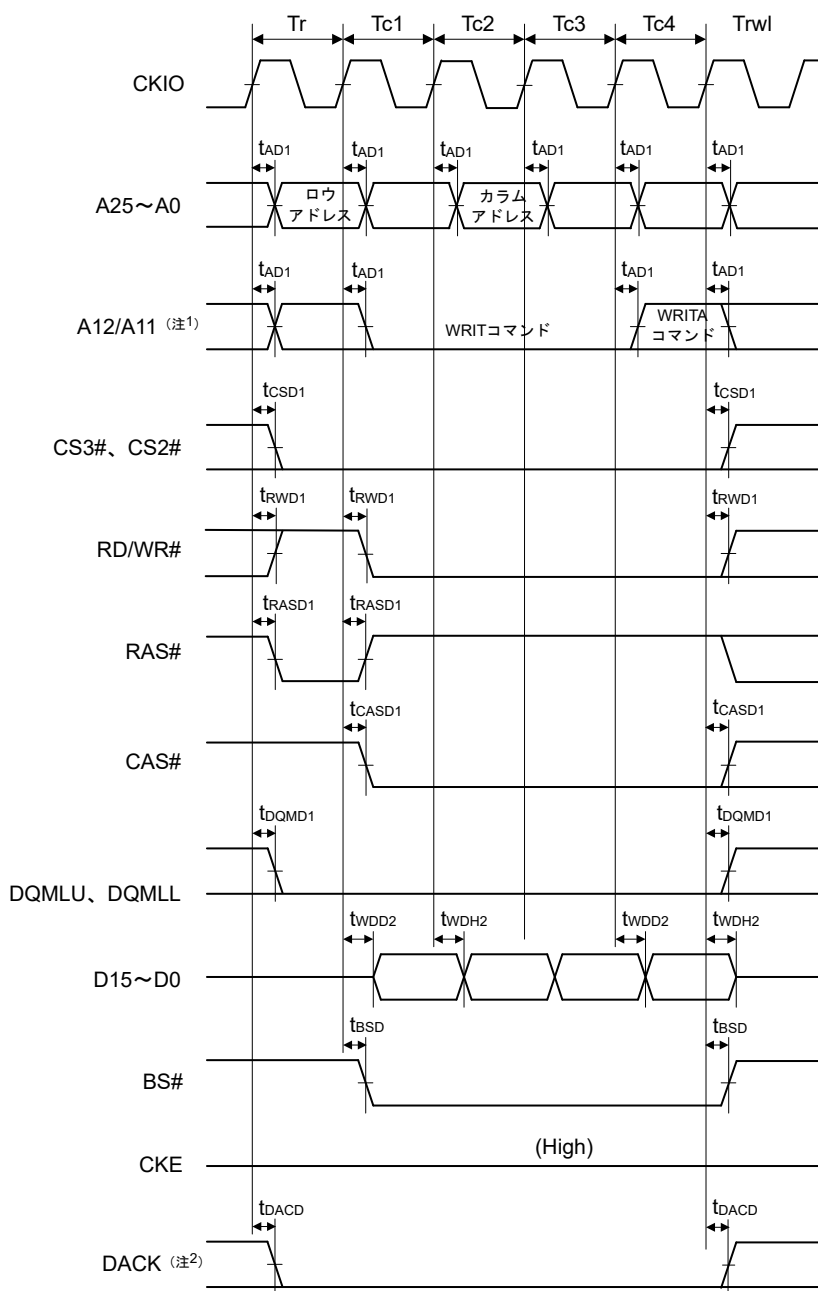 Tr Tc1 Tc2 Tc3 Tc4 Trwl
CKIO
tAD1 tAD1 tAD1 tAD1 tAD1 tAD1
A25～A0
ロウ
アドレス
カラム
アドレス
tAD1 tAD1 tAD1 tAD1
A12/A11（注1）
WRITコマンド
WRITA
コマンド
tCSD1 tCSD1
CS3#、CS2#
tRWD1 tRWD1 tRWD1
RD/WR#
tRASD1 tRASD1
RAS#
tCASD1 tCASD1
CAS#
tDQMD1 tDQMD1
DQMLU、DQMLL
tWDD2 tWDH2 tWDD2 tWDH2
D15～D0
tBSD tBSD
BS#
(High)
CKE
tDACD tDACD
DACK（注2）